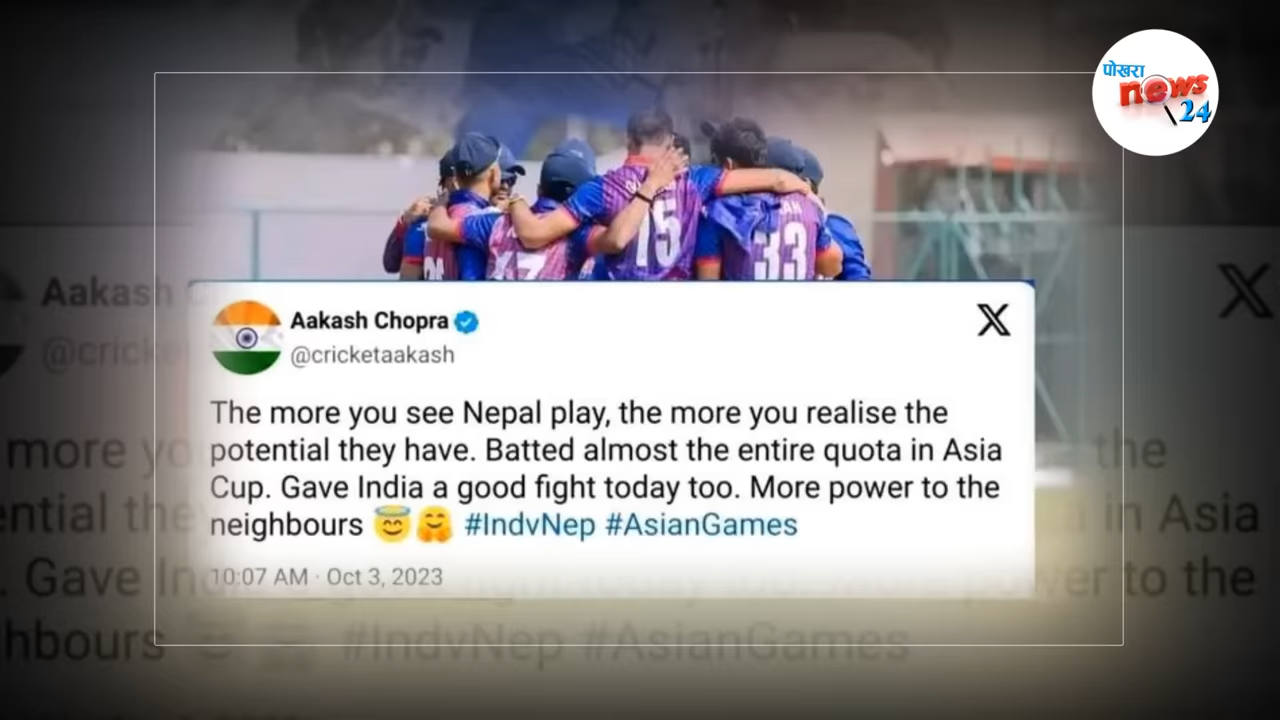 पोखरा
news
24
15
33
Aakash Chopra
@cricketaakash
The more you see Nepal play, the more you realise the
potential they have. Batted almost the entire quota in Asia
Cup. Gave India a good fight today too. More power to the
neighbours 😇🤗 #IndvNep #AsianGames
10:07 AM · Oct 3, 2023